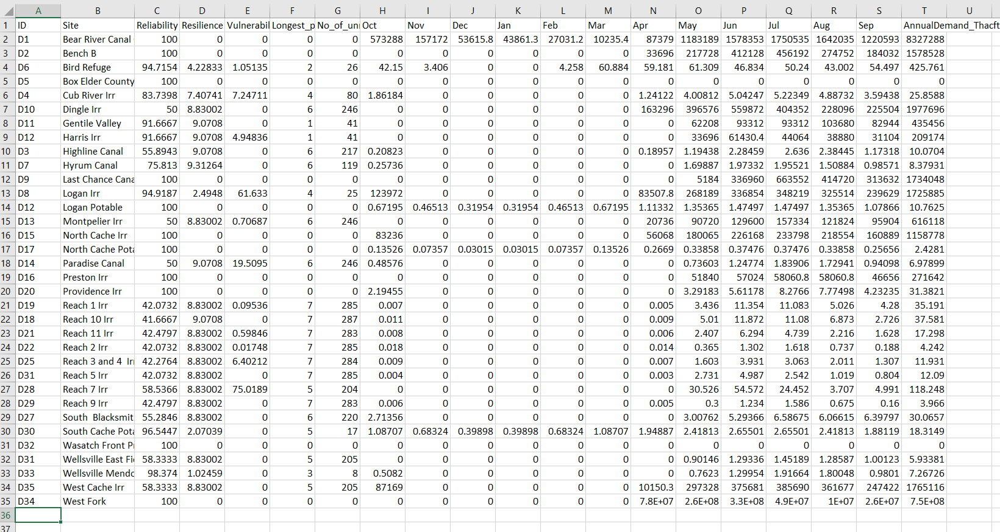 A B C D E F G H I J K L M N O P Q R S T U
1 ID Site Reliability Resilience Vulnerabil Longest_p No_of_un Oct Nov Dec Jan Feb Mar Apr May Jun Jul Aug Sep AnnualDemand_Thacft
2 D1 Bear River Canal 100 0 0 0 0 573288 157172 53615.8 43861.3 27031.2 10235.4 87379 1183189 1578353 1750535 1642035 1220593 8327288
3 D2 Bench B 100 0 0 0 0 0 0 0 0 0 0 33696 217728 412128 456192 274752 184032 1578528
4 D6 Bird Refuge 94.7154 4.22833 1.05135 2 26 42.15 3.406 0 0 4.258 60.884 59.181 61.309 46.834 50.24 43.002 54.497 425.761
5 D5 Box Elder County 100 0 0 0 0 0 0 0 0 0 0 0 0 0 0 0 0 0
6 D4 Cub River Irr 83.7398 7.40741 7.24711 4 80 1.86184 0 0 0 0 0 1.24122 4.00812 5.04247 5.22349 4.88732 3.59438 25.8588
7 D10 Dingle Irr 50 8.83002 0 6 246 0 0 0 0 0 0 163296 396576 559872 404352 228096 225504 1977696
8 D11 Gentile Valley 91.6667 9.0708 0 1 41 0 0 0 0 0 0 0 62208 93312 93312 103680 82944 435456
9 D12 Harris Irr 91.6667 9.0708 4.94836 1 41 0 0 0 0 0 0 0 33696 61430.4 44064 38880 31104 209174
10 D3 Highline Canal 55.8943 9.0708 0 6 217 0.20823 0 0 0 0 0 0.18957 1.19438 2.28459 2.636 2.38445 1.17318 10.0704
11 D7 Hyrum Canal 75.813 9.31264 0 6 119 0.25736 0 0 0 0 0 0 1.69887 1.97332 1.95521 1.50884 0.98571 8.37931
12 D9 Last Chance Cana 100 0 0 0 0 0 0 0 0 0 0 0 5184 336960 663552 414720 313632 1734048
13 D8 Logan Irr 94.9187 2.4948 61.633 4 25 123972 0 0 0 0 0 83507.8 268189 336854 348219 325514 239629 1725885
14 D12 Logan Potable 100 0 0 0 0 0.67195 0.46513 0.31954 0.31954 0.46513 0.67195 1.11332 1.35365 1.47497 1.47497 1.35365 1.07866 10.7625
15 D13 Montpelier Irr 50 8.83002 0.70687 6 246 0 0 0 0 0 0 20736 90720 129600 157334 121824 95904 616118
16 D15 North Cache Irr 100 0 0 0 0 83236 0 0 0 0 0 56068 180065 226168 233798 218554 160889 1158778
17 D17 North Cache Pota 100 0 0 0 0 0.13526 0.07357 0.03015 0.03015 0.07357 0.13526 0.2669 0.33858 0.37476 0.37476 0.33858 0.25656 2.4281
18 D14 Paradise Canal 50 9.0708 19.5095 6 246 0.48576 0 0 0 0 0 0 0.73603 1.24774 1.83906 1.72941 0.94098 6.97899
19 D16 Preston Irr 100 0 0 0 0 0 0 0 0 0 0 0 51840 57024 58060.8 58060.8 46656 271642
20 D20 Providence Irr 100 0 0 0 0 2.19455 0 0 0 0 0 0 3.29183 5.61178 8.2766 7.77498 4.23235 31.3821
21 D19 Reach 1 Irr 42.0732 8.83002 0.09536 7 285 0.007 0 0 0 0 0 0.005 3.436 11.354 11.083 5.026 4.28 35.191
22 D18 Reach 10 Irr 41.6667 9.0708 0 7 287 0.011 0 0 0 0 0 0.009 5.01 11.872 11.08 6.873 2.726 37.581
23 D21 Reach 11 Irr 42.4797 8.83002 0.59846 7 283 0.008 0 0 0 0 0 0.006 2.407 6.294 4.739 2.216 1.628 17.298
24 D22 Reach 2 Irr 42.0732 8.83002 0.01748 7 285 0.018 0 0 0 0 0 0.014 0.365 1.302 1.618 0.737 0.188 4.242
25 D25 Reach 3 and 4 Ir 42.2764 8.83002 6.40212 7 284 0.009 0 0 0 0 0 0.007 1.603 3.931 3.063 2.011 1.307 11.931
26 D31 Reach 5 Irr 42.0732 8.83002 0 7 285 0.004 0 0 0 0 0 0.003 2.731 4.987 2.542 1.019 0.804 12.09
27 D28 Reach 7 Irr 58.5366 8.83002 75.0189 5 204 0 0 0 0 0 0 0 30.526 54.572 24.452 3.707 4.991 118.248
28 D29 Reach 9 Irr 42.4797 8.83002 0 7 283 0.006 0 0 0 0 0 0.005 0.3 1.234 1.586 0.675 0.16 3.966
29 D27 South Blacksmit 55.2846 8.83002 0 6 220 2.71356 0 0 0 0 0 0 3.00762 5.29366 6.58675 6.06615 6.39797 30.0657
30 D30 South Cache Pota 96.5447 2.07039 0 5 17 1.08707 0.68324 0.39898 0.39898 0.68324 1.08707 1.94887 2.41813 2.65501 2.65501 2.41813 1.88119 18.3149
31 D32 Wasatch Front P 100 0 0 0 0 0 0 0 0 0 0 0 0 0 0 0 0 0
32 D31 Wellsville East Fi 58.3333 8.83002 0 5 205 0 0 0 0 0 0 0 0.90146 1.29336 1.45189 1.28587 1.00123 5.93381
33 D33 Wellsville Mendo 98.374 1.02459 0 3 8 0.5082 0 0 0 0 0 0 0.7623 1.29954 1.91664 1.80048 0.9801 7.26726
34 D35 West Cache Irr 58.3333 8.83002 0 5 205 87169 0 0 0 0 0 10150.3 297328 375681 385690 361677 247422 1765116
35 D34 West Fork 100 0 0 0 0 0 0 0 0 0 0 7.8E+07 2.6E+08 3.3E+08 4.9E+07 1E+07 2.6E+07 7.5E+08
36
37